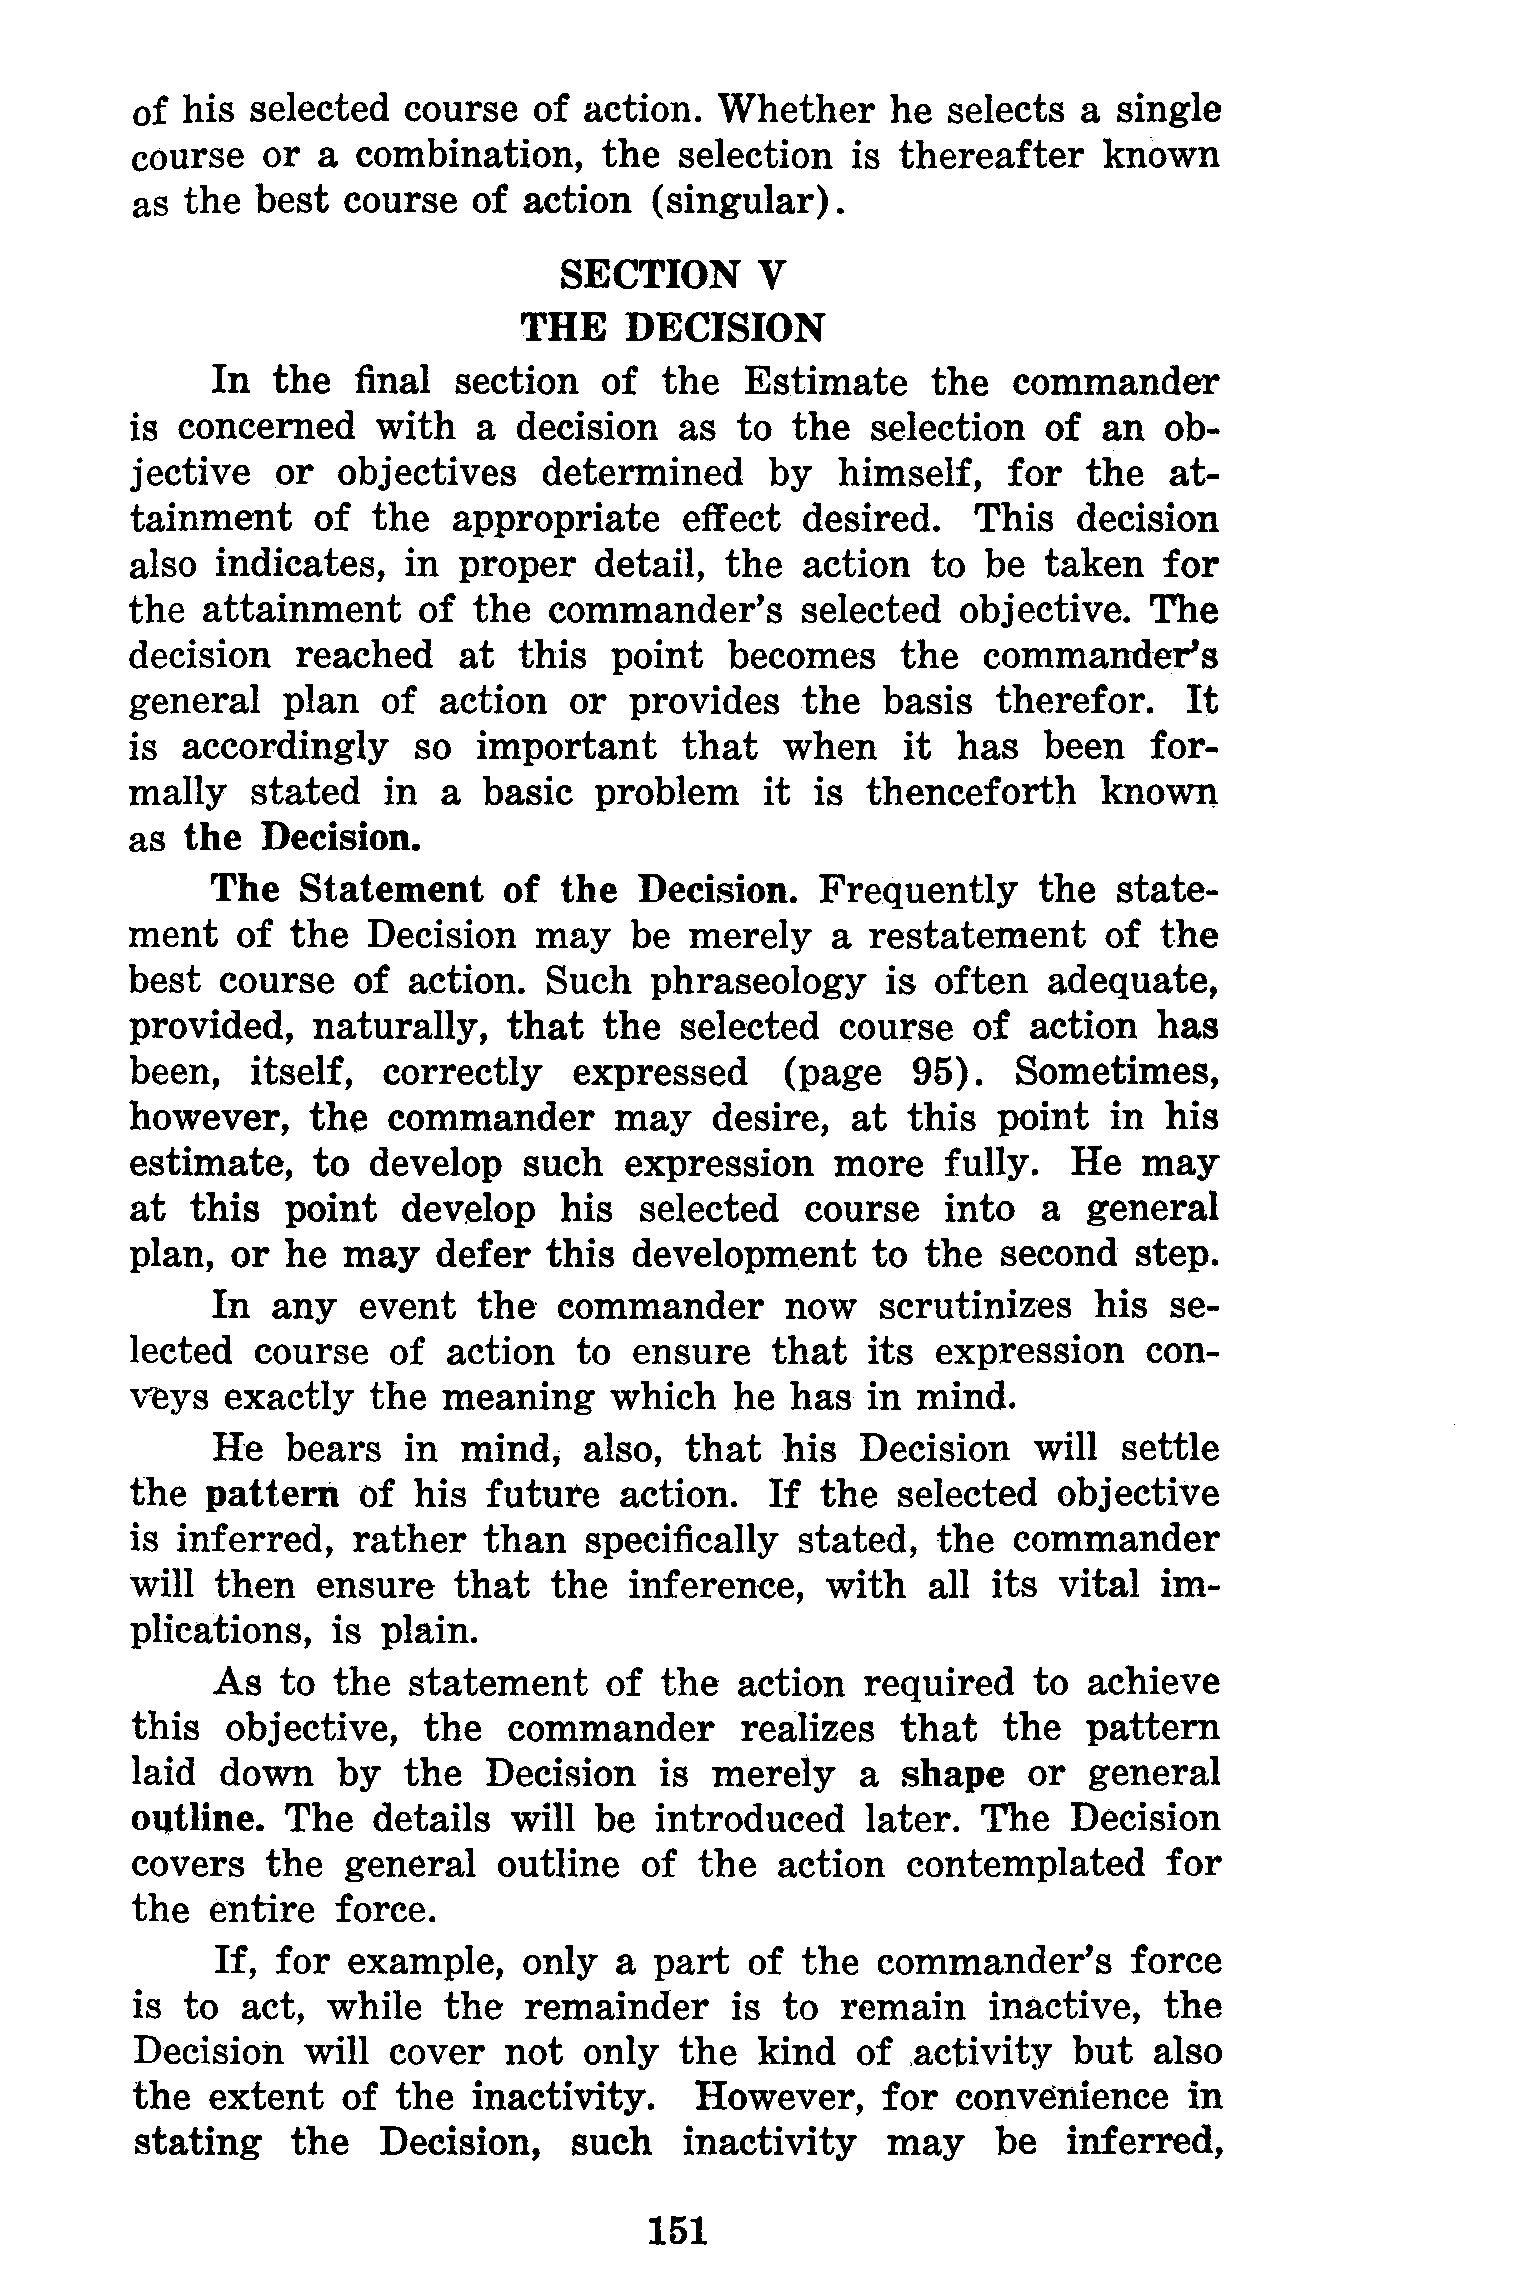 of his selected course of action. Whether he selects a single
course or a combination, the selection is thereafter known
as the best course of action (singular).
SECTION V
THE DECISION
In the final section of the Estimate the commander
is concerned with a decision as to the selection of an ob-
jective or objectives determined by himself, for the at-
tainment of the appropriate effect desired. This decision
also indicates, in proper detail, the action to be taken for
the attainment of the commander's selected objective. The
decision reached at this point becomes the commander's
general plan of action or provides the basis therefor. It
is accordingly so important that when it has been for-
mally stated in a basic problem it is thenceforth known
as the Decision.
The Statement of the Decision. Frequently the state-
ment of the Decision may be merely a restatement of the
best course of action. Such phraseology is often adequate,
provided, naturally, that the selected course of action has
been, itself, correctly expressed (page 95). Sometimes,
however, the commander may desire, at this point in his
estimate, to develop such expression more fully. He may
at this point develop his selected course into a general
plan, or he may defer this development to the second step.
In any event the commander now scrutinizes his se-
lected course of action to ensure that its expression con-
veys exactly the meaning which he has in mind.
He bears in mind, also, that his Decision will settle
the pattern of his future action. If the selected objective
is inferred, rather than specifically stated, the commander
will then ensure that the inference, with all its vital im-
plications, is plain.
As to the statement of the action required to achieve
this objective, the commander realizes that the pattern
laid down by the Decision is merely a shape or general
outline. The details will be introduced later. The Decision
covers the general outline of the action contemplated for
the entire force.
If, for example, only a part of the commander's force
is to act, while the remainder is to remain inactive, the
Decision will cover not only the kind of activity but also
the extent of the inactivity. However, for convenience in
stating the Decision, such inactivity may be inferred,
151